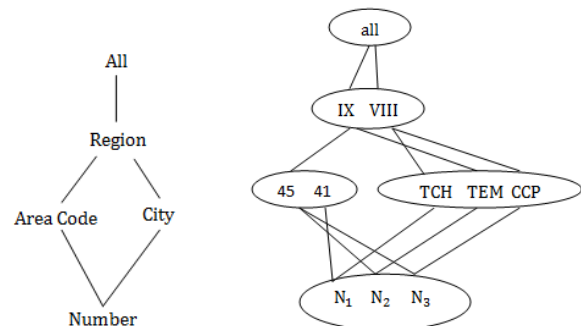 All
Region
Area Code City
Number
all
IX VIII
45 41 TCH TEM CCP
N₁ N₂ N₃